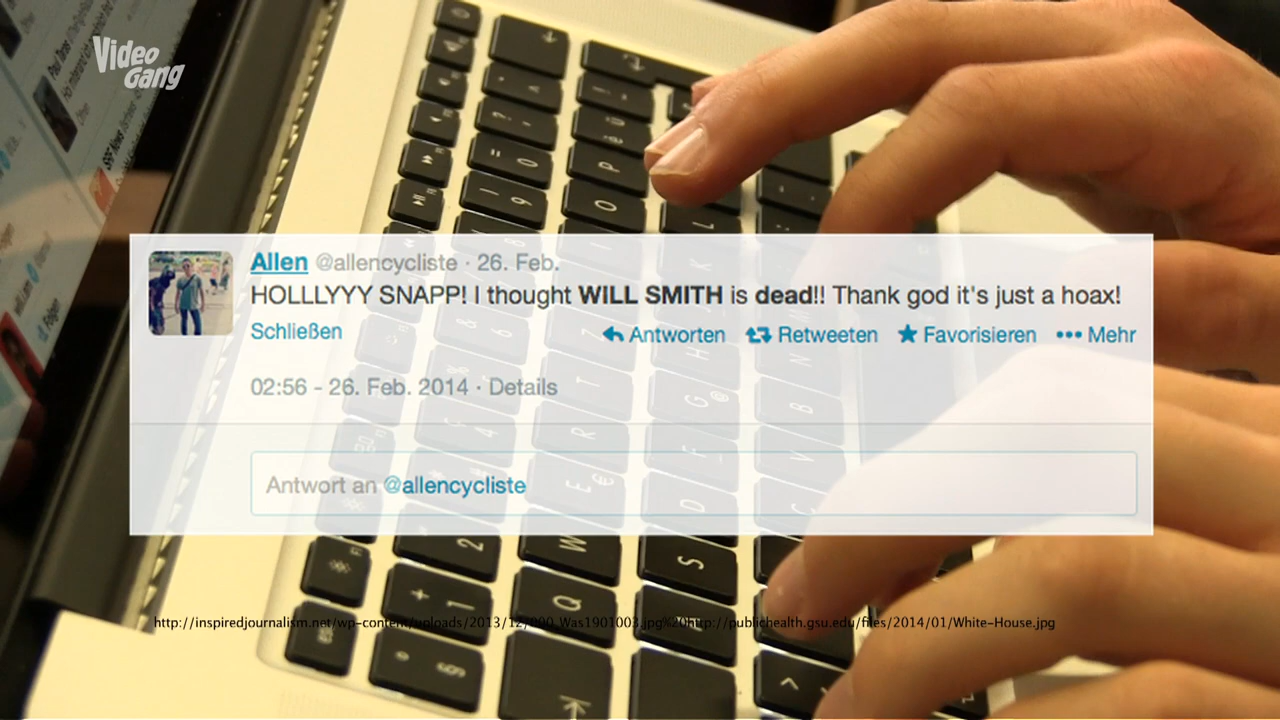 Video
Gang
Allen @allencycliste · 26. Feb.
HOLLLYYY SNAPP! I thought WILL SMITH is dead!! Thank god it's just a hoax!
Schließen
Antworten Retweeten Favorisieren Mehr
02:56 - 26. Feb. 2014 · Details
Antwort an @allencycliste
http://inspiredjournalism.net/wp-content/uploads/2013/12/090_Was1901003.jpg%20http://publichealth.gsu.edu/files/2014/01/White-House.jpg